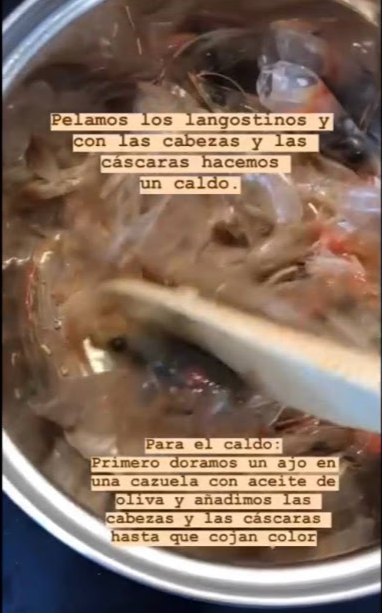 Pelamos los langostinos y
con las cabezas y las
cáscaras hacemos
un caldo.
Para el caldo:
Primero doramos un ajo en
una cazuela con aceite de
oliva y añadimos las
cabezas y las cáscaras
hasta que cojan color